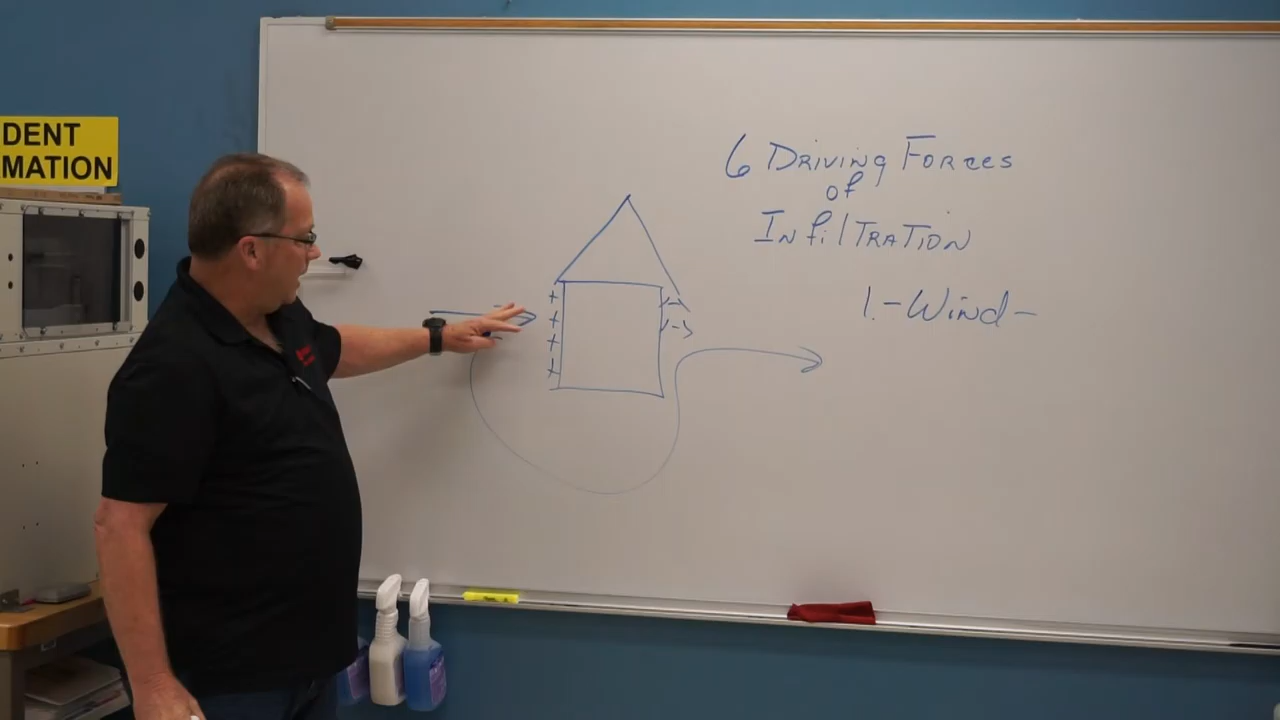 DENT
MATION
6 DRIVING FORCES
of
INFILTRATION
1.-Wind-
+
+
+
+